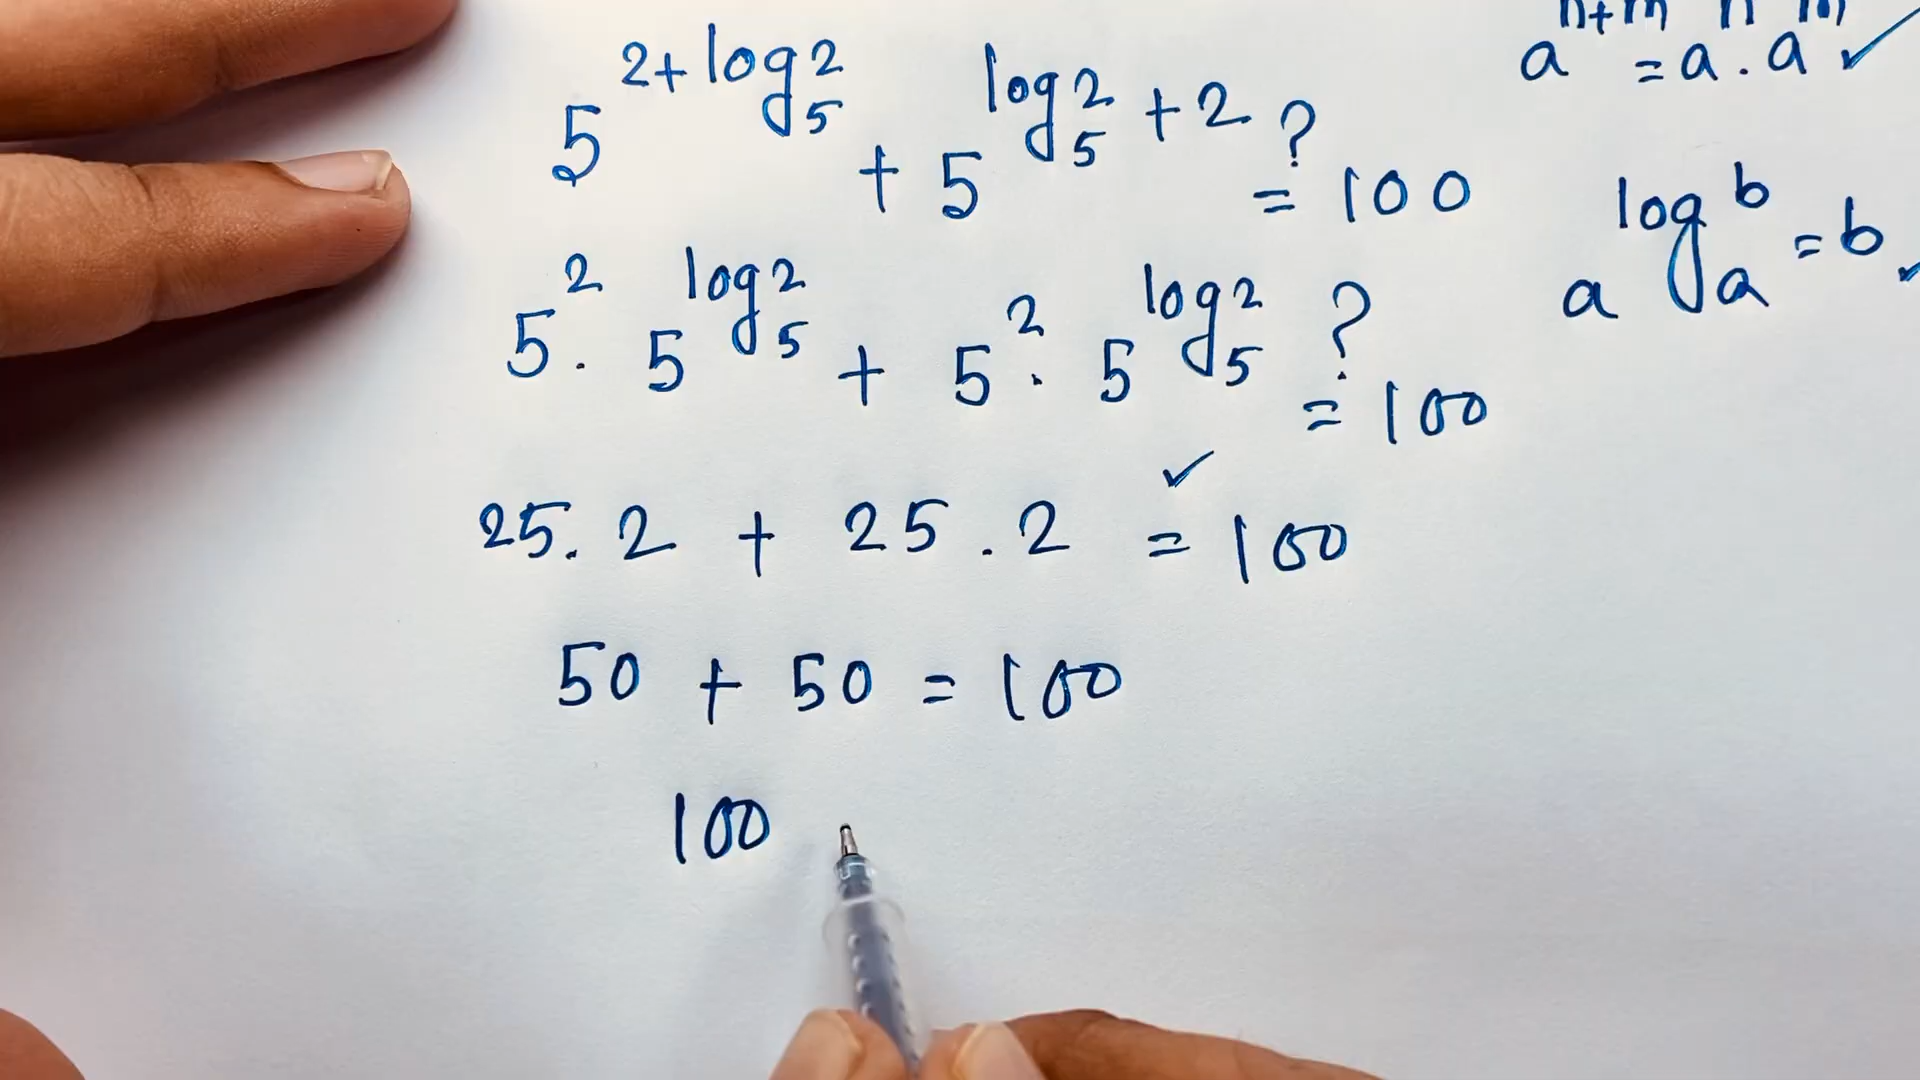 5^{2+log_5 2} + 5^{log_5 2 + 2} ?= 100
5^2 . 5^{log_5 2} + 5^2 . 5^{log_5 2} ?= 100
25 . 2 + 25 . 2 = 100 ✓
50 + 50 = 100
100
a^{n+m} = a^n . a^m ✓
a^{log_a b} = b ✓